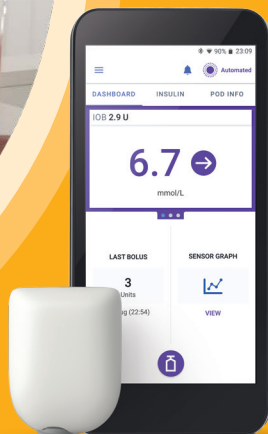 90% 23:09
Automated
DASHBOARD INSULIN POD INFO
IOB 2.9 U
6.7
mmol/L
LAST BOLUS SENSOR GRAPH
3
Units
(22:54) VIEW